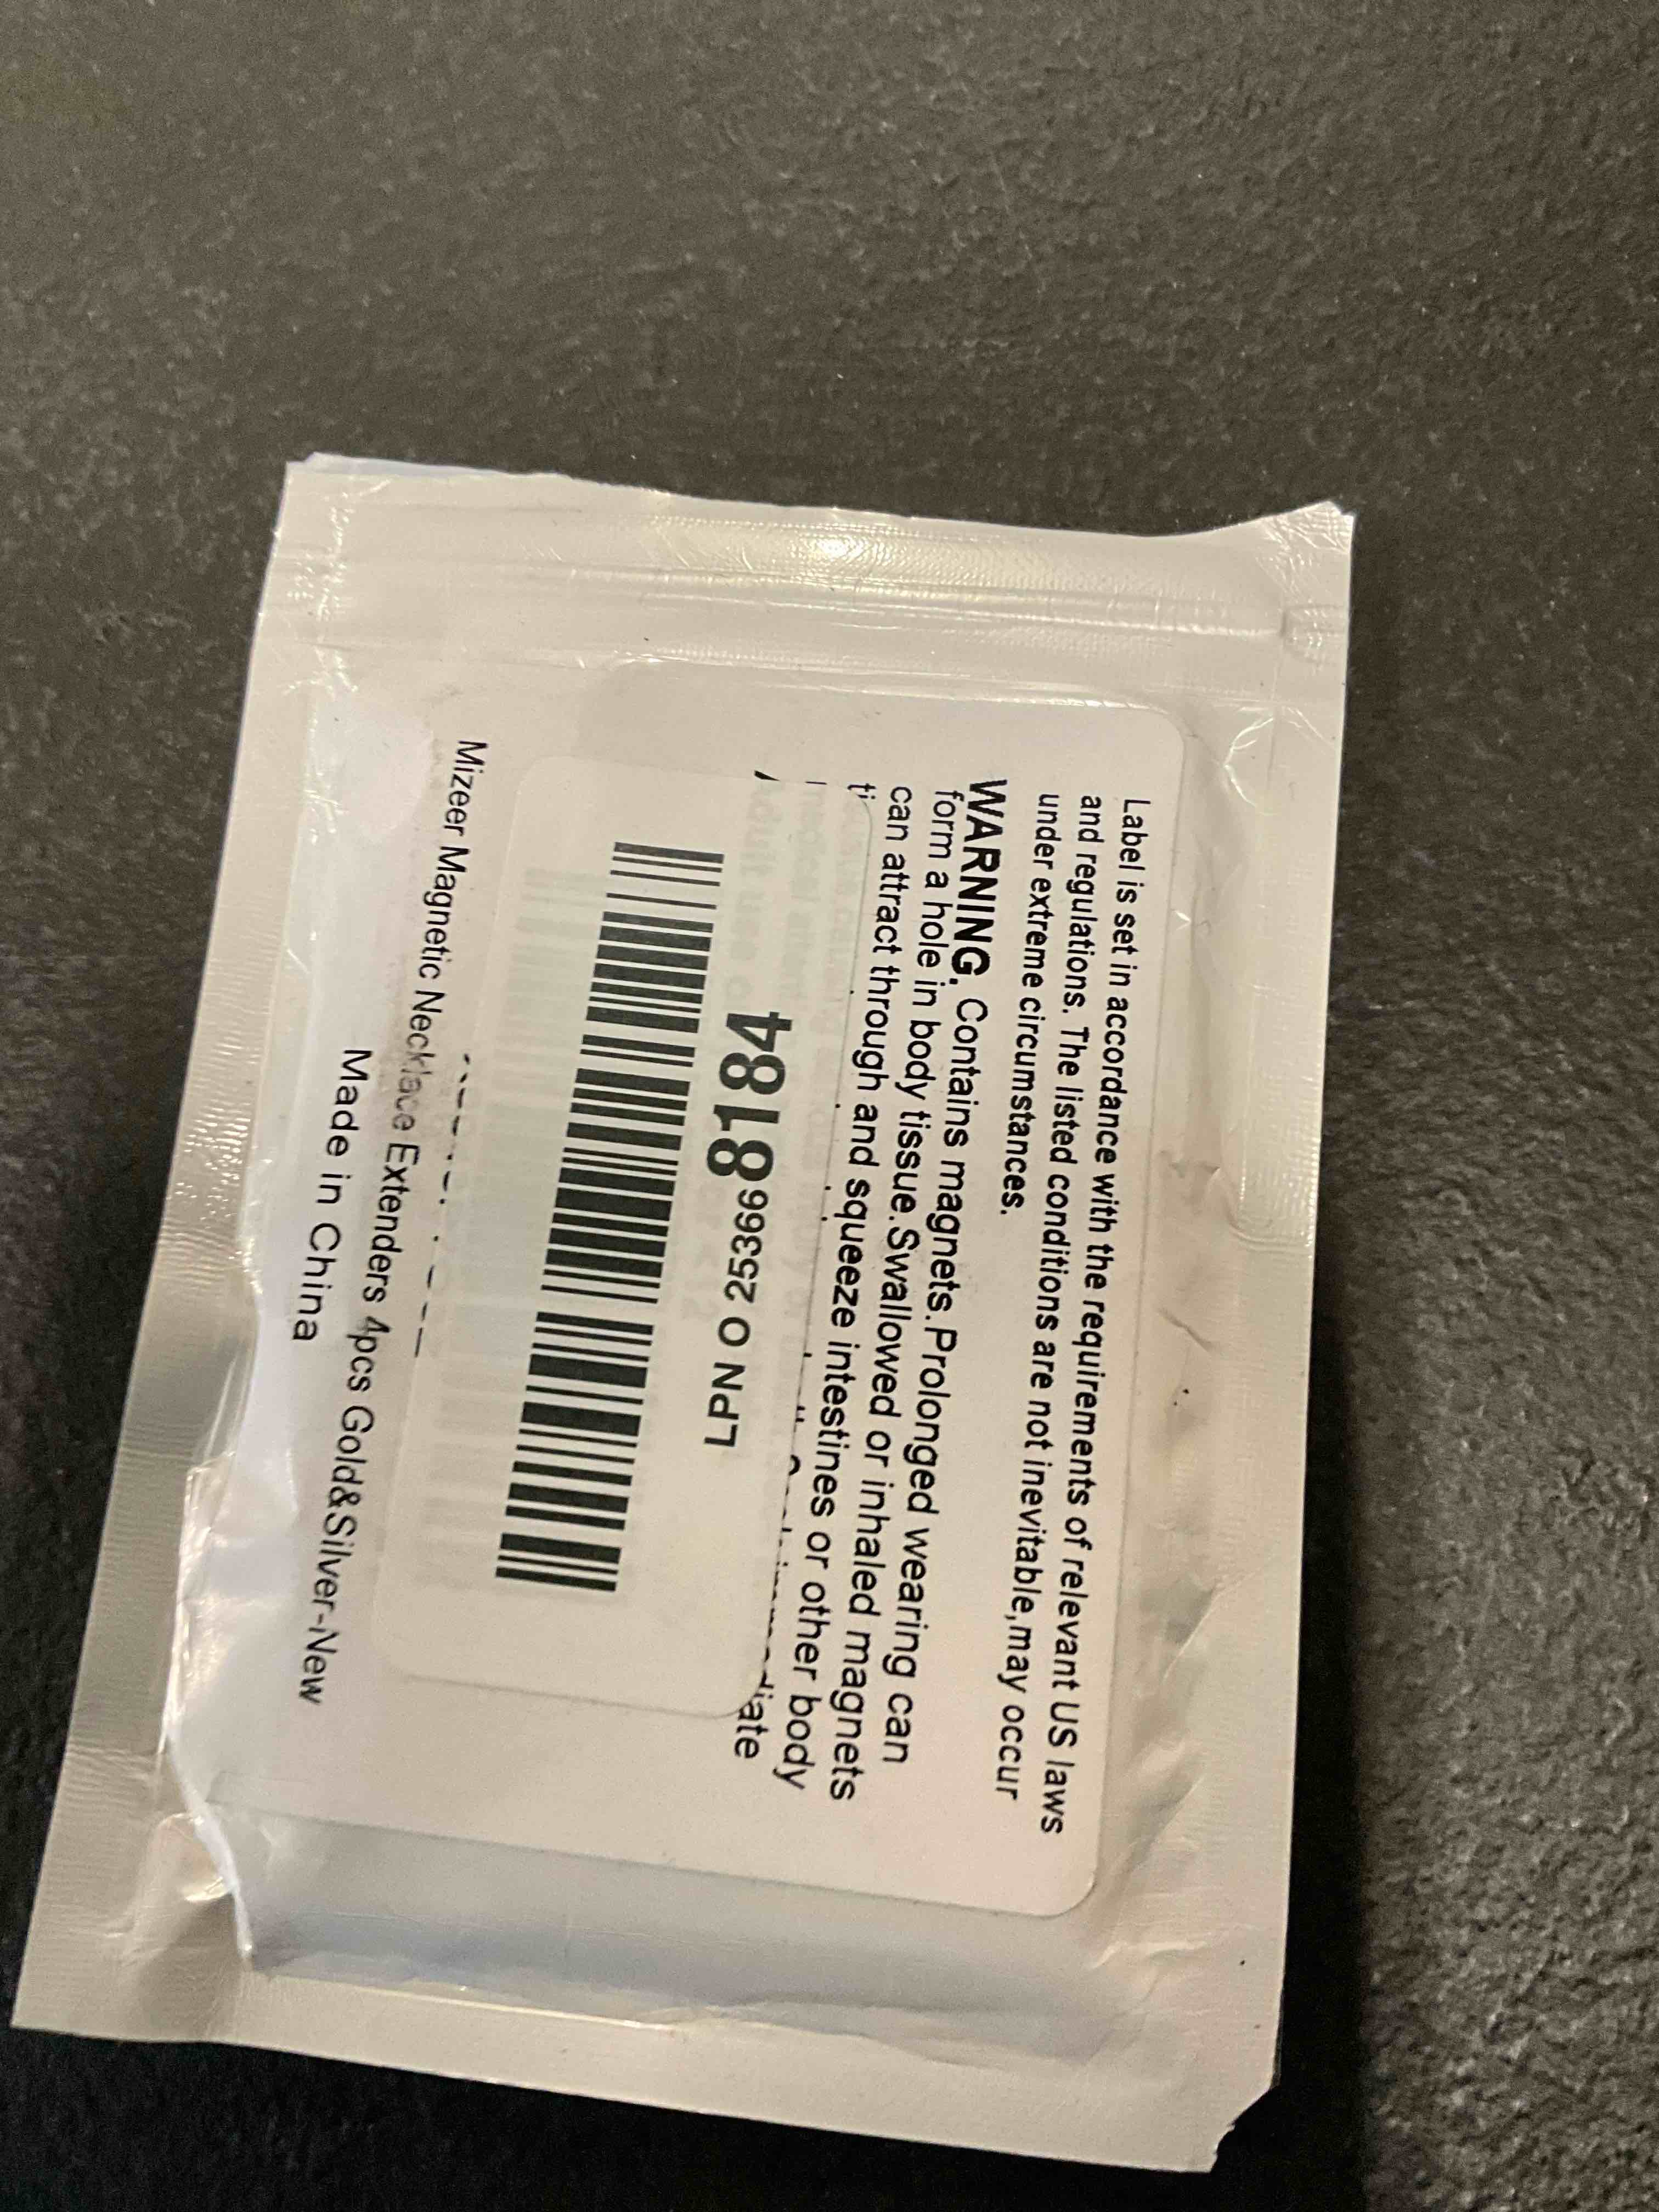 Label is set in accordance with the requirements of relevant US laws
and regulations. The listed conditions are not inevitable,may occur
under extreme circumstances.
WARNING. Contains magnets.Prolonged wearing can
form a hole in body tissue.Swallowed or inhaled magnets
can attract through and squeeze intestines or other body
LPN O 253668184
Mizeer Magnetic Necklace Extenders 4pcs Gold&Silver-New
Made in China